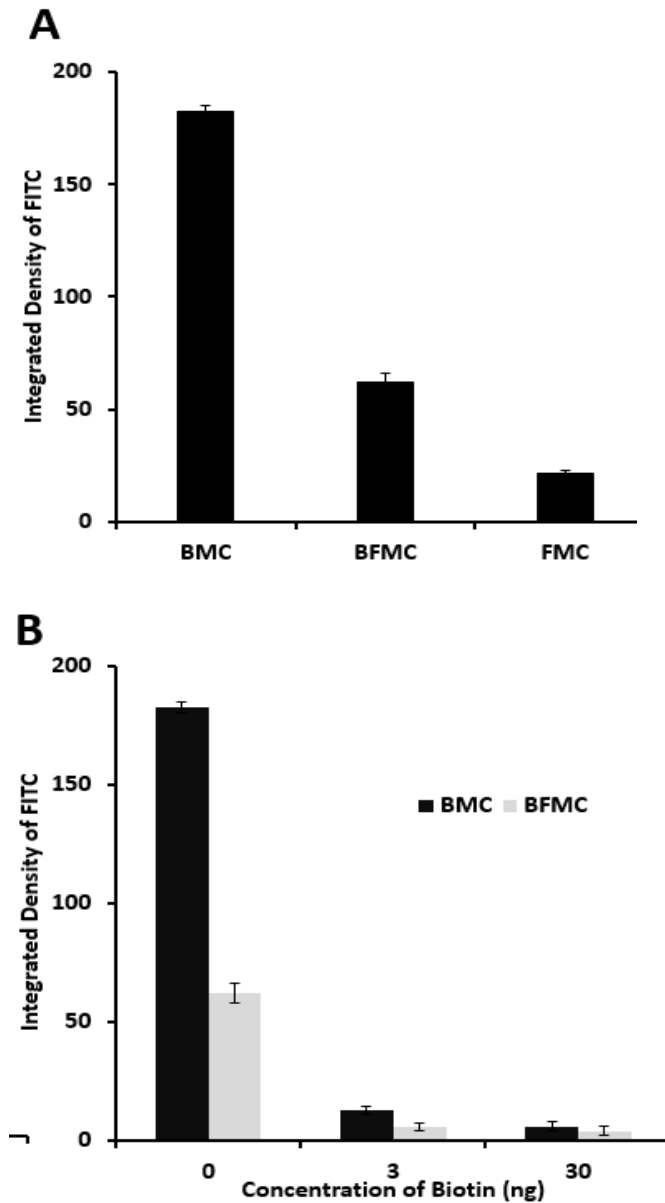 A
Integrated Density of FITC
200
150
100
50
0
BMC BFMC FMC
B
Integrated Density of FITC
200
150
100
50
0
BMC BFMC
0 3 30
Concentration of Biotin (ng)